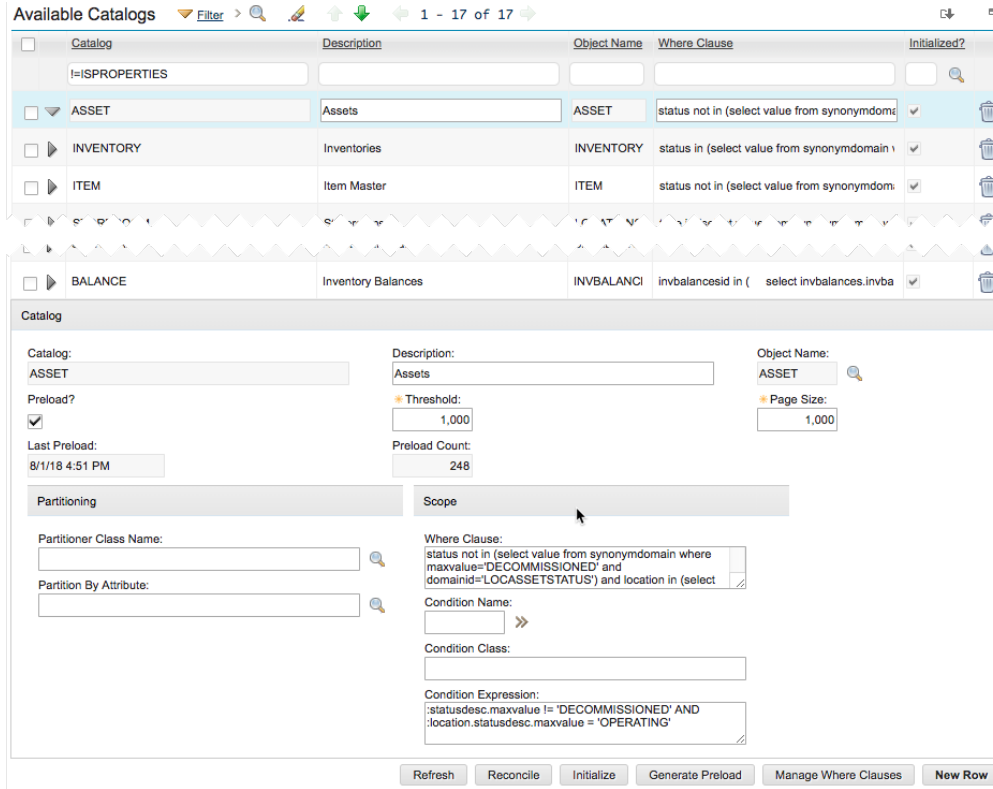 Available Catalogs Filter > 1 - 17 of 17
Catalog Description Object Name Where Clause Initialized?
!=ISPROPERTIES
ASSET Assets ASSET status not in (select value from synonymdoma
INVENTORY Inventories INVENTORY status in (select value from synonymdomain
ITEM Item Master ITEM status not in (select value from synonymdom
BALANCE Inventory Balances INVBALANCI invbalancesid in ( select invbalances.invba
Catalog
Catalog: Description: Object Name:
ASSET Assets ASSET
Preload? Threshold: Page Size:
1,000 1,000
Last Preload: Preload Count:
8/1/18 4:51 PM 248
Partitioning Scope
Partitioner Class Name:
Partition By Attribute:
Where Clause:
status not in (select value from synonymdomain where
maxvalue='DECOMMISSIONED' and
domainid='LOCASSETSTATUS') and location in (select
Condition Name:
Condition Class:
Condition Expression:
:statusdesc.maxvalue != 'DECOMMISSIONED' AND
:location.statusdesc.maxvalue = 'OPERATING'
Refresh Reconcile Initialize Generate Preload Manage Where Clauses New Row